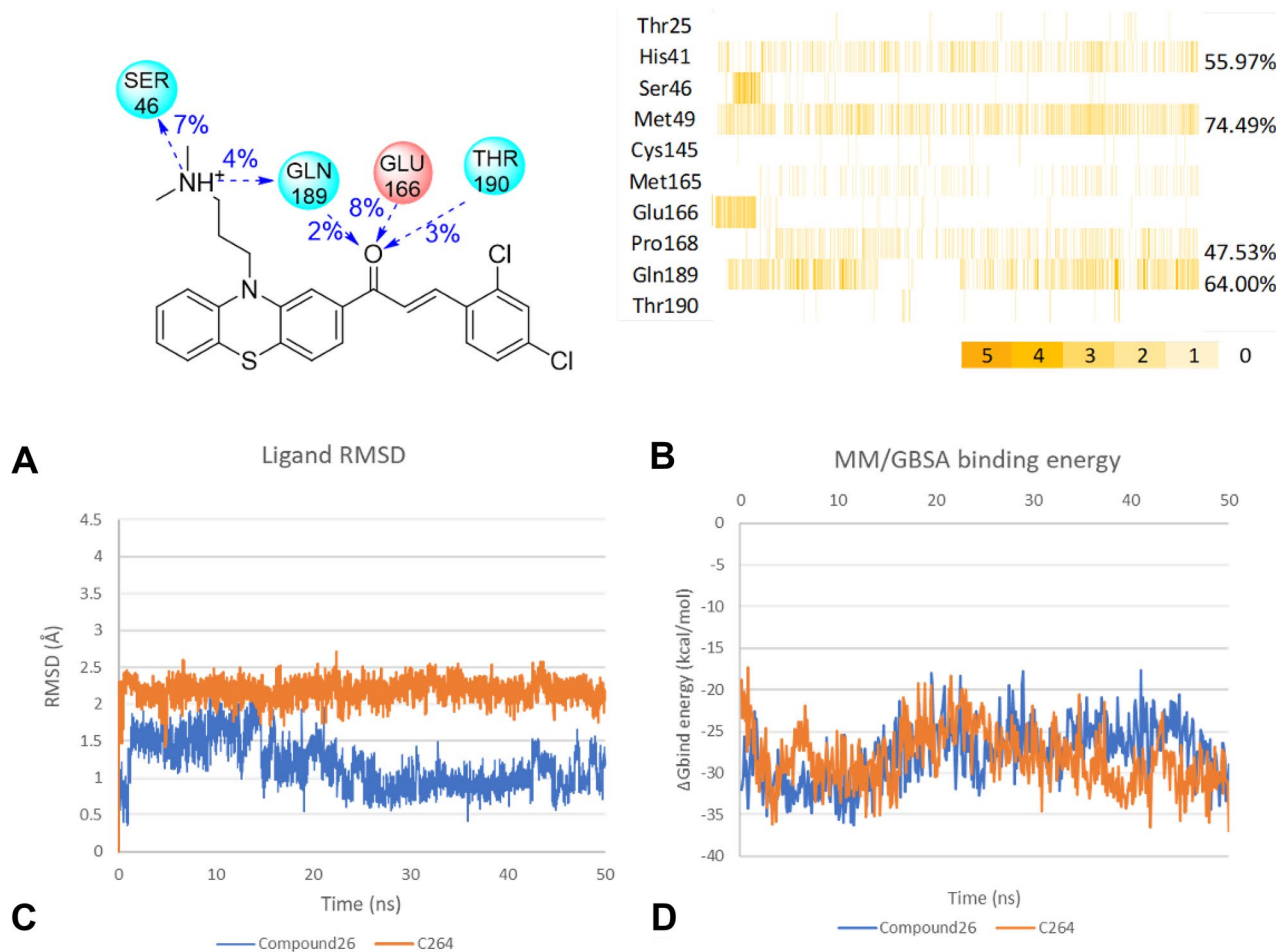 SER
46
7%
4%
NH+
GLN
189
GLU
166
THR
190
2%
8%
3%
O
Cl
N
S
Cl
Thr25
His41
55.97%
Ser46
Met49
74.49%
Cys145
Met165
Glu166
Pro168
47.53%
Gln189
64.00%
Thr190
5 4 3 2 1 0
A
B
Ligand RMSD
RMSD (Å)
4.5
4
3.5
3
2.5
2
1.5
1
0.5
0
0 10 20 30 40 50
Time (ns)
C
Compound26 C264
MM/GBSA binding energy
0 10 20 30 40 50
ΔGbind energy (kcal/mol)
0
-5
-10
-15
-20
-25
-30
-35
-40
Time (ns)
D
Compound26 C264